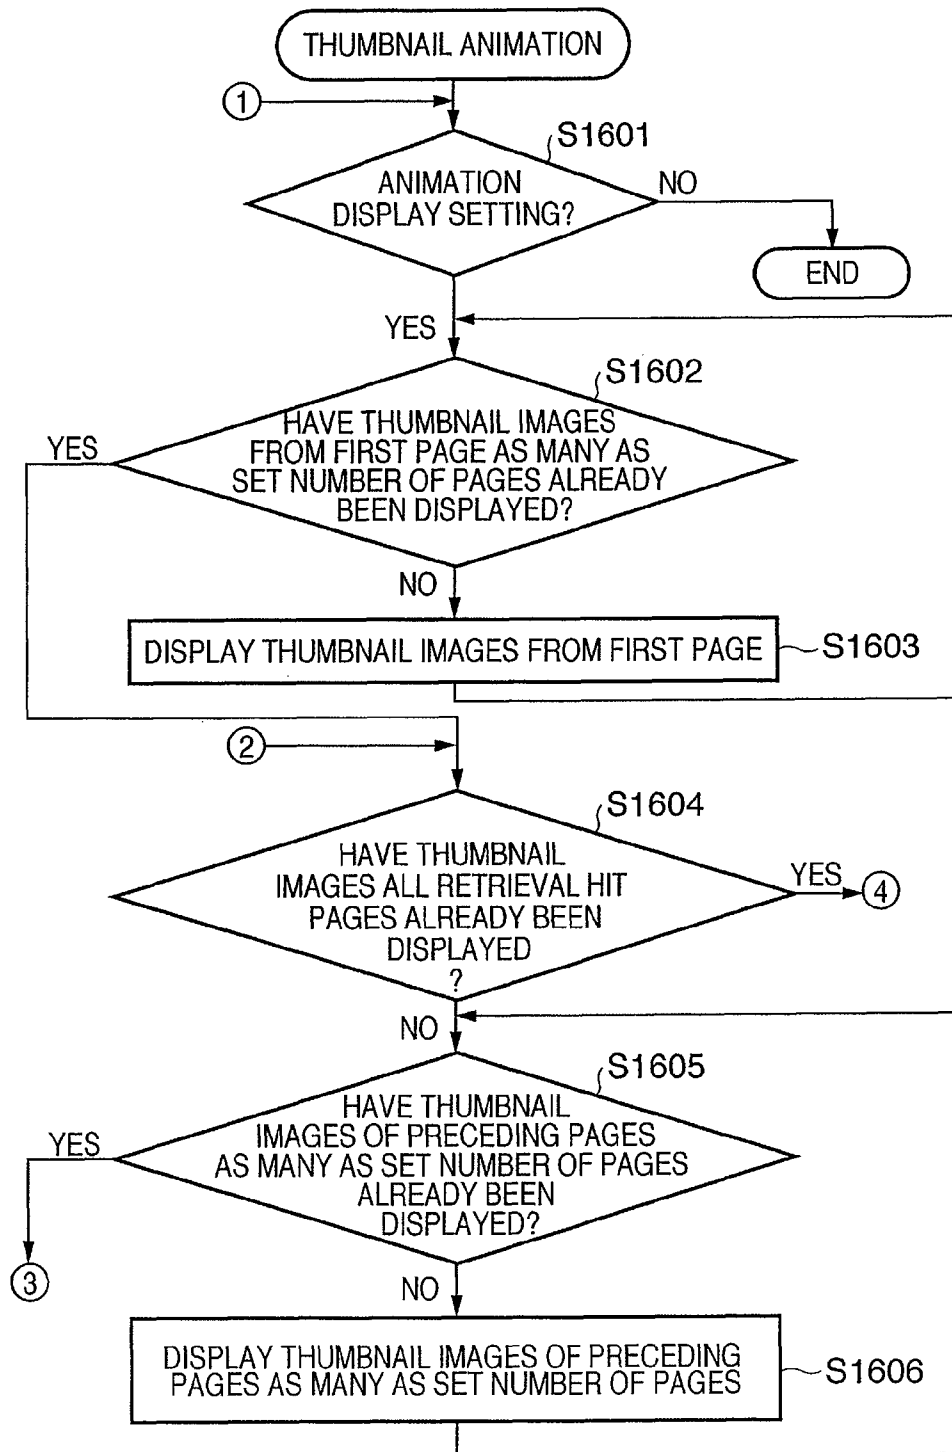 THUMBNAIL ANIMATION
1
S1601
ANIMATION
DISPLAY SETTING?
NO
END
YES
S1602
HAVE THUMBNAIL IMAGES
FROM FIRST PAGE AS MANY AS
SET NUMBER OF PAGES ALREADY
BEEN DISPLAYED?
YES
NO
DISPLAY THUMBNAIL IMAGES FROM FIRST PAGE
S1603
2
S1604
HAVE THUMBNAIL
IMAGES ALL RETRIEVAL HIT
PAGES ALREADY BEEN
DISPLAYED
?
YES
4
NO
S1605
HAVE THUMBNAIL
IMAGES OF PRECEDING PAGES
AS MANY AS SET NUMBER OF PAGES
ALREADY BEEN
DISPLAYED?
YES
3
NO
DISPLAY THUMBNAIL IMAGES OF PRECEDING
PAGES AS MANY AS SET NUMBER OF PAGES
S1606